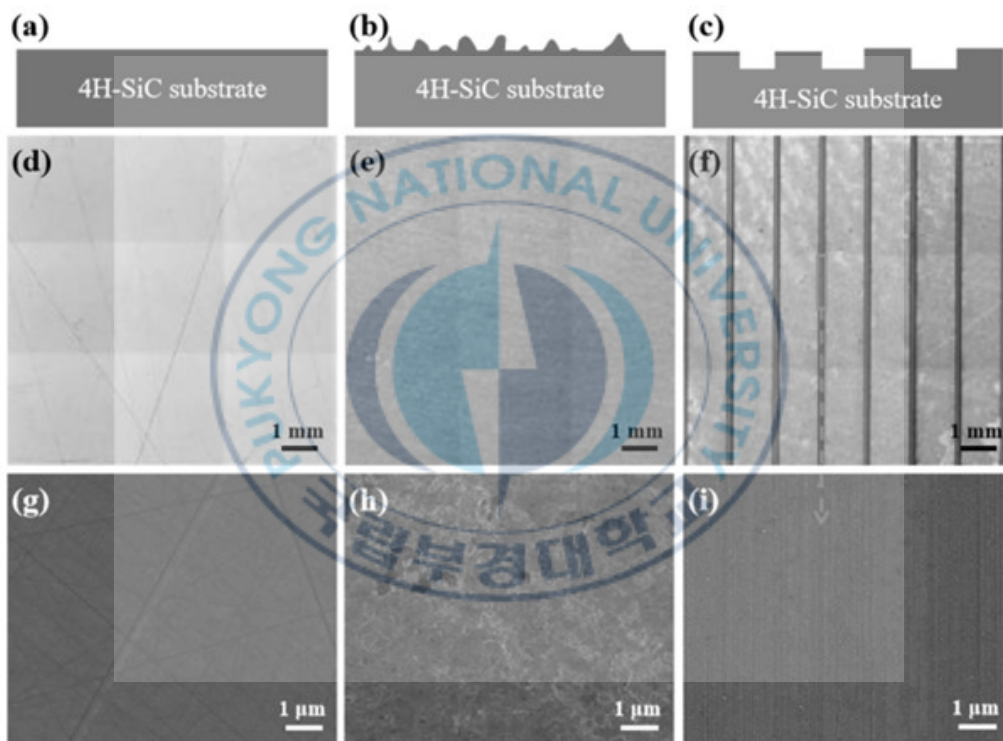 (a)
(b)
(c)
4H-SiC substrate
4H-SiC substrate
4H-SiC substrate
(d)
(e)
(f)
1 mm
1 mm
1 mm
(g)
(h)
(i)
1 μm
1 μm
1 μm
PUKYONG NATIONAL UNIVERSITY
국립부경대학교